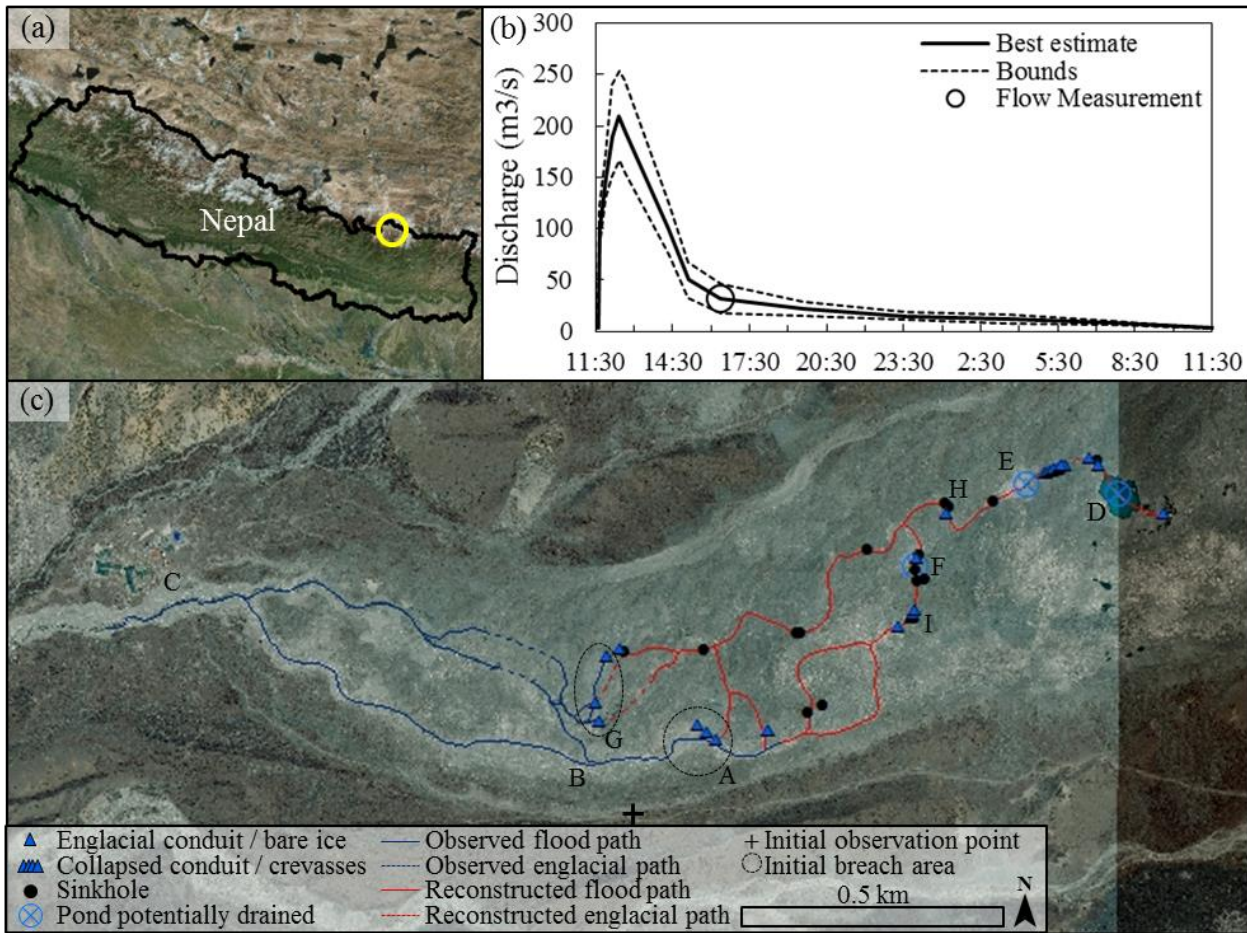 (a)
Nepal
(b)
300
250
200
150
100
50
0
Discharge (m3/s)
Best estimate
Bounds
Flow Measurement
11:30 14:30 17:30 20:30 23:30 2:30 5:30 8:30 11:30
(c)
E
H
D
F
C
I
G
B
A
Englacial conduit / bare ice
Collapsed conduit / crevasses
Sinkhole
Pond potentially drained
Observed flood path
Observed englacial path
Reconstructed flood path
Reconstructed englacial path
Initial observation point
Initial breach area
0.5 km
N